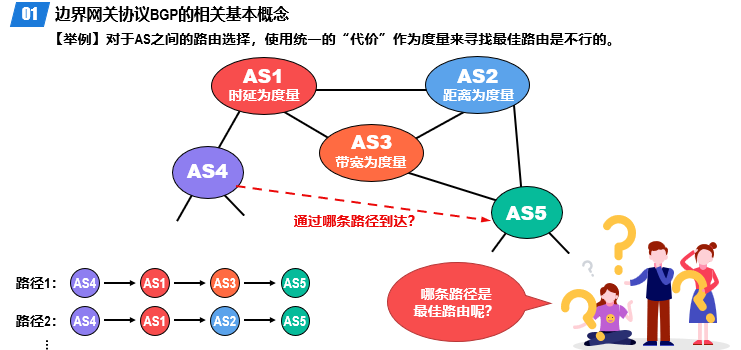 01 边界网关协议BGP的相关基本概念
【举例】对于AS之间的路由选择，使用统一的“代价”作为度量来寻找最佳路由是不行的。
AS1
时延为度量
AS2
距离为度量
AS3
带宽为度量
AS4
AS5
通过哪条路径到达？
路径1： AS4 AS1 AS3 AS5
路径2： AS4 AS1 AS2 AS5
⋮
哪条路径是
最佳路由呢？
? ? ? ?